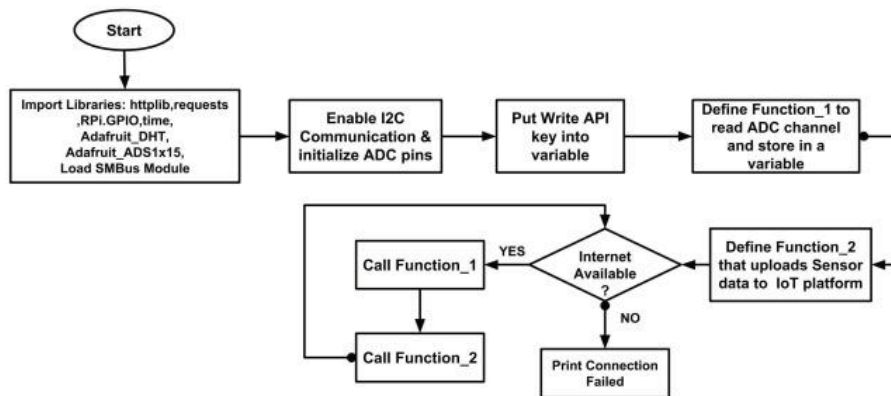 Start
Import Libraries: httplib,requests
,RPi.GPIO,time,
Adafruit_DHT,
Adafruit_ADS1x15,
Load SMBus Module
Enable I2C
Communication &
initialize ADC pins
Put Write API
key into
variable
Define Function_1 to
read ADC channel
and store in a
variable
Define Function_2
that uploads Sensor
data to IoT platform
Internet
Available
?
YES
Call Function_1
Call Function_2
NO
Print Connection
Failed